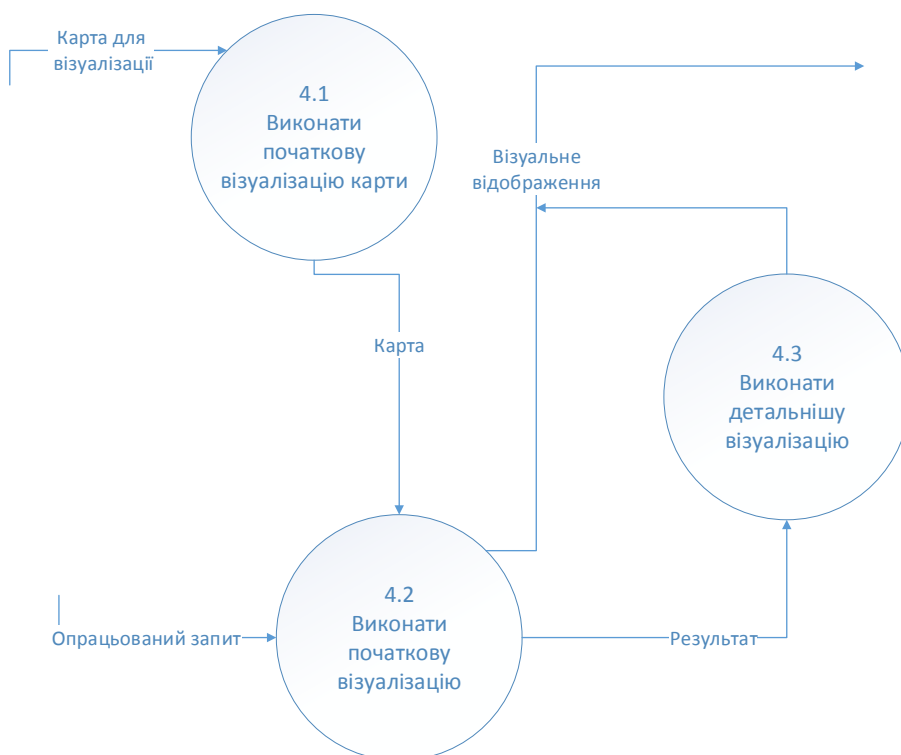 Карта для
візуалізації
4.1
Виконати
початкову
візуалізацію карти
Візуальне
відображення
Карта
4.3
Виконати
детальнішу
візуалізацію
4.2
Виконати
початкову
візуалізацію
Опрацьований запит
Результат